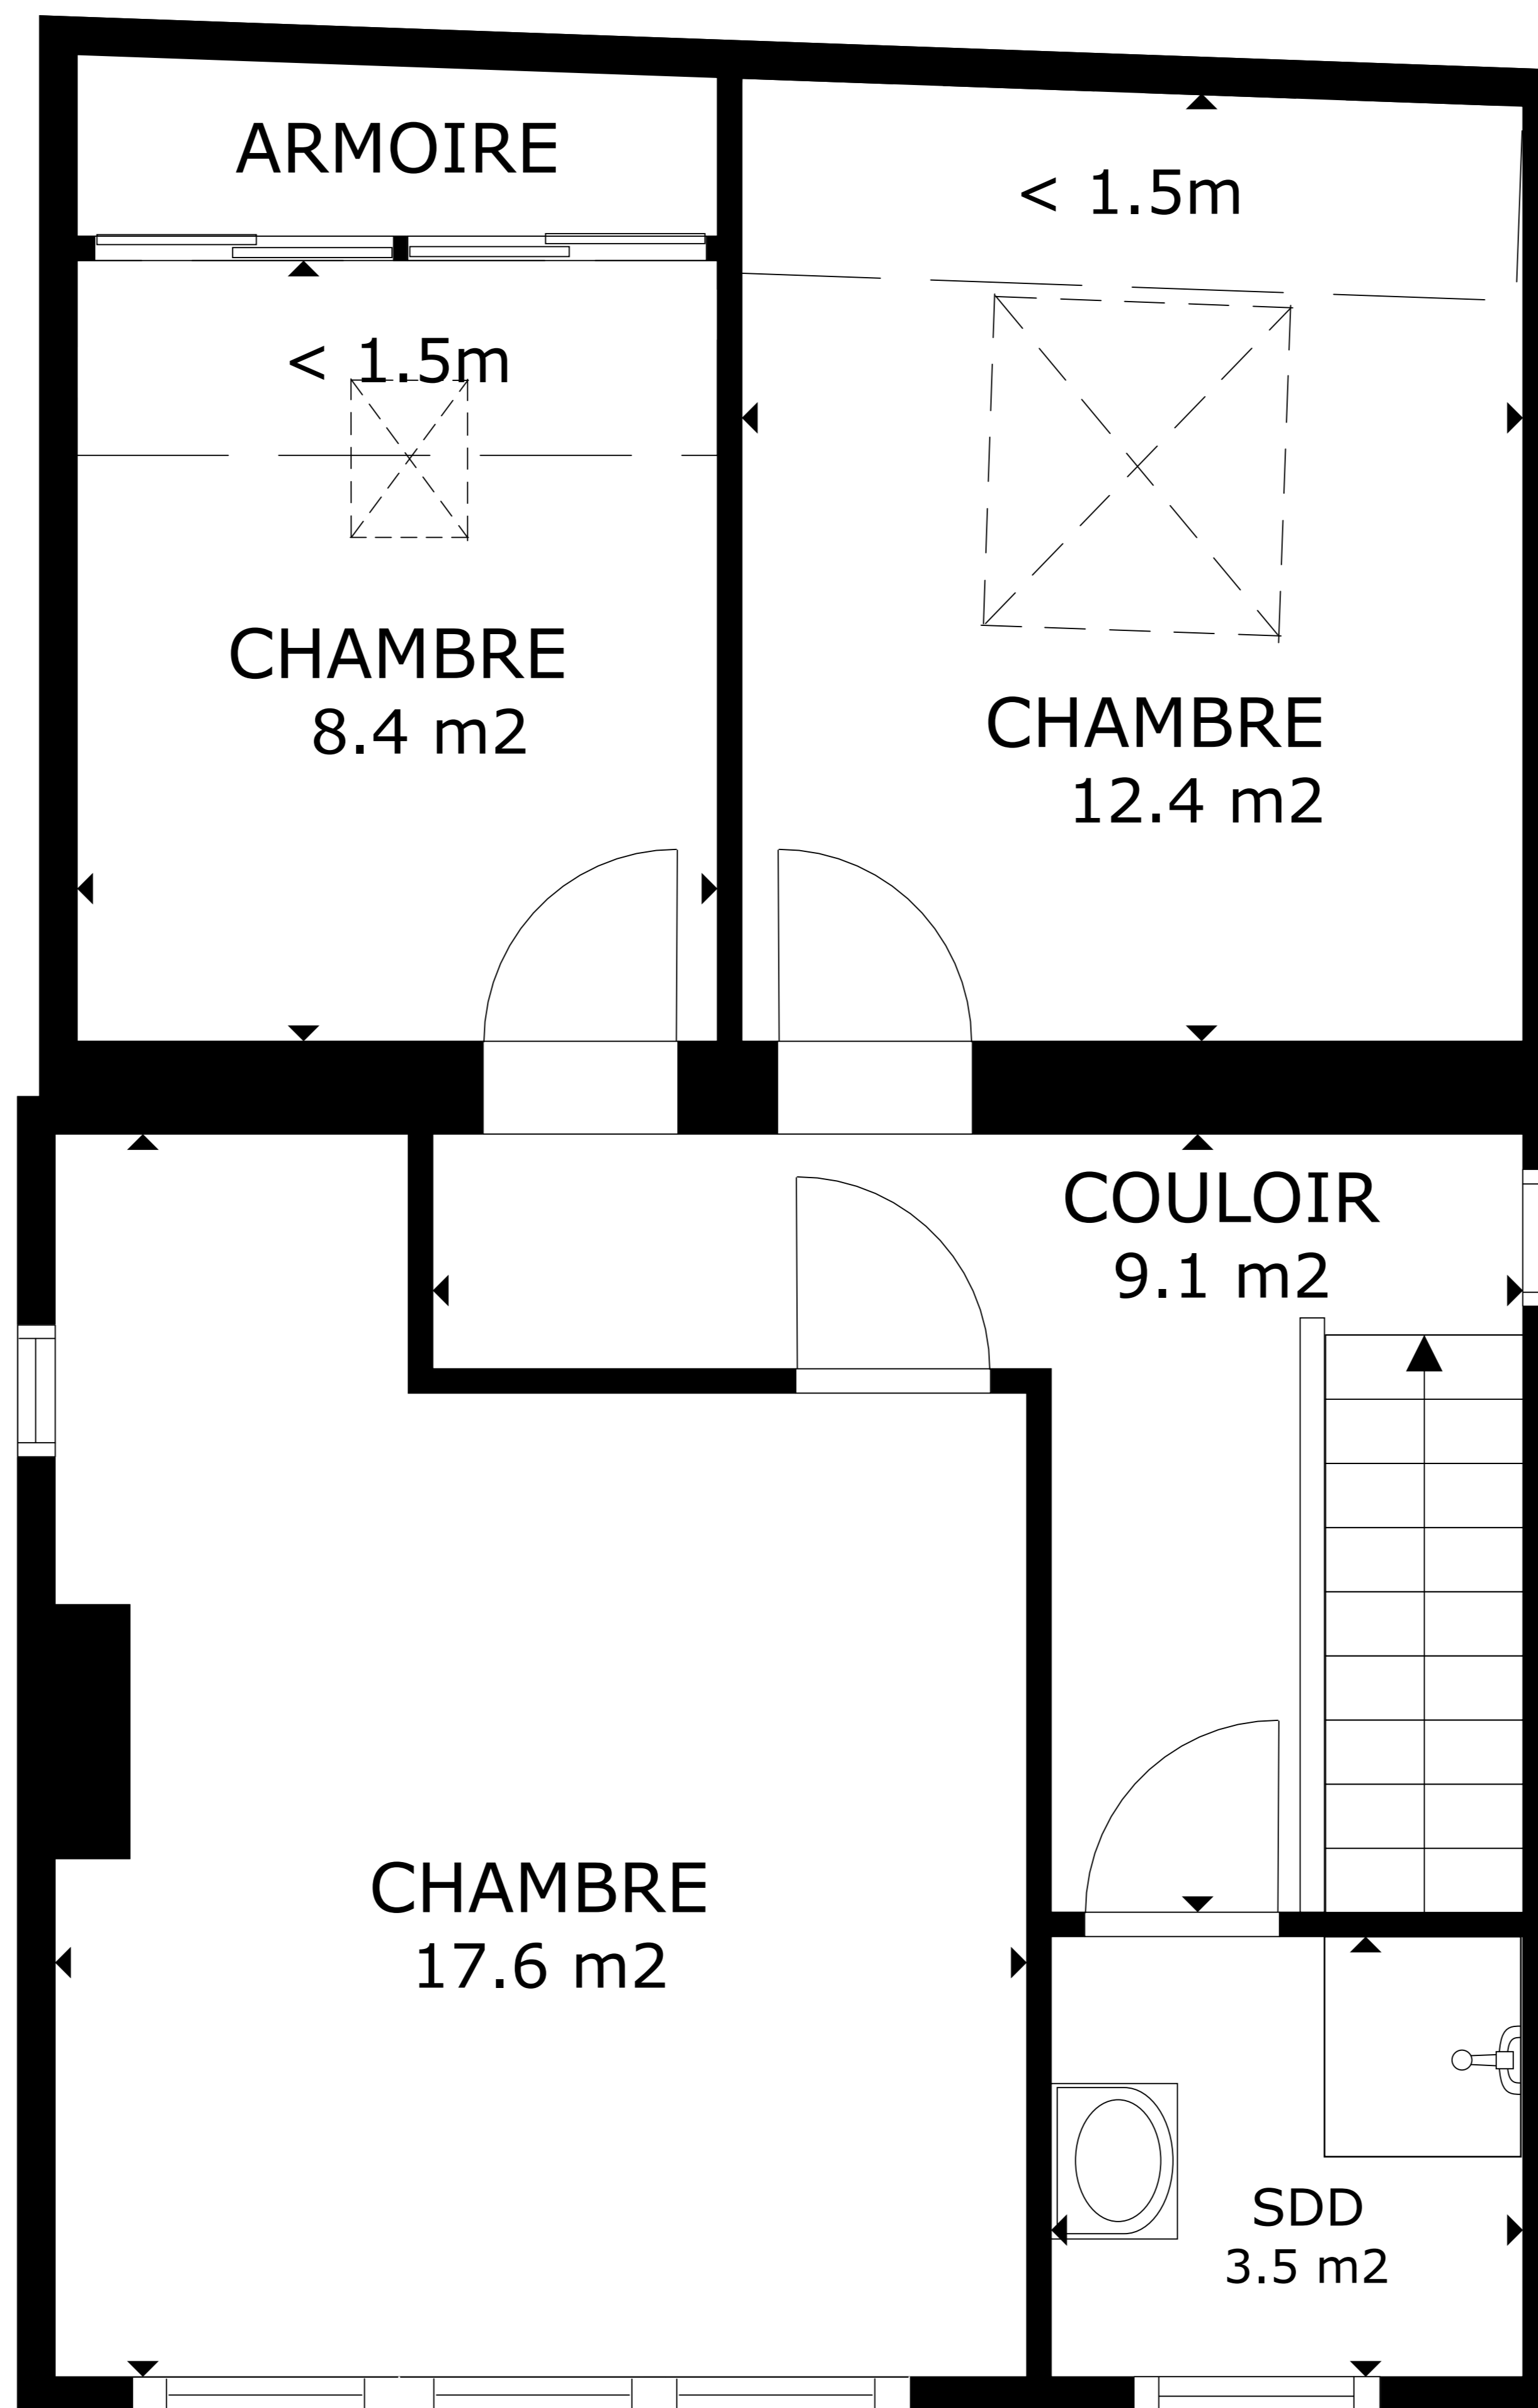 ARMOIRE
< 1.5m
< 1.5m
CHAMBRE
8.4 m2
CHAMBRE
12.4 m2
COULOIR
9.1 m2
CHAMBRE
17.6 m2
SDD
3.5 m2